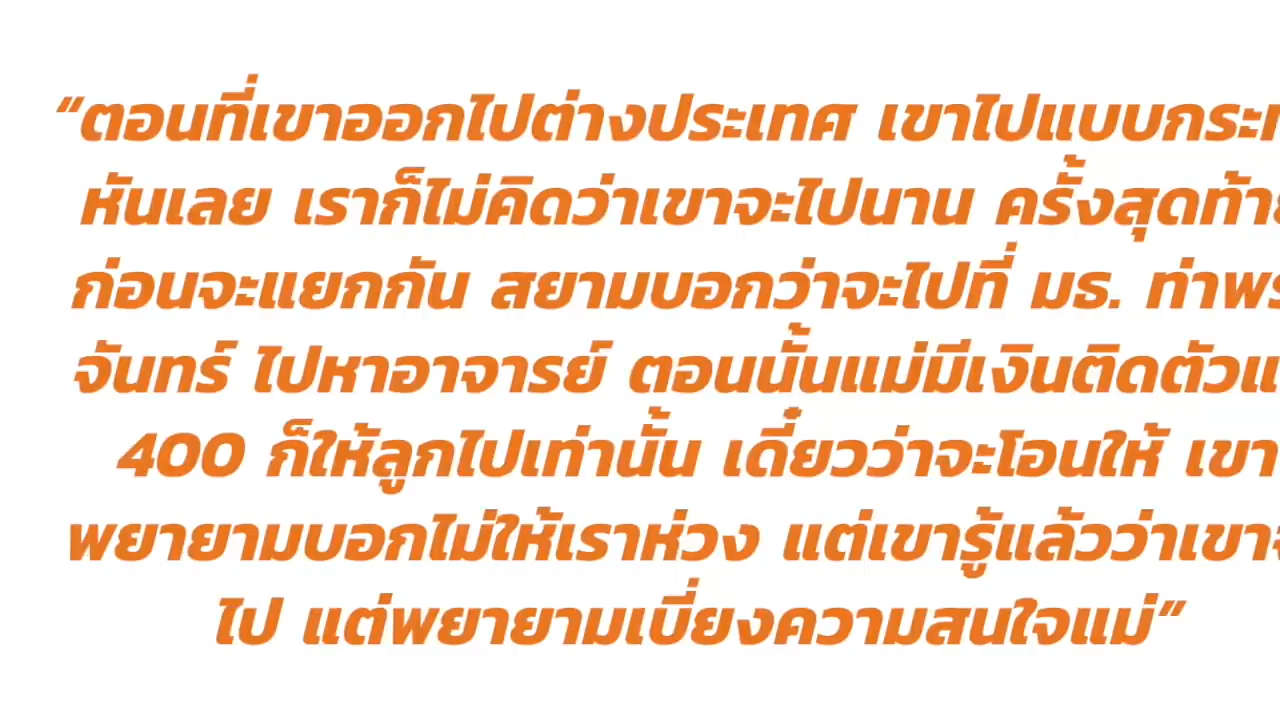 “ตอนที่เขาออกไปต่างประเทศ เขาไปแบบกระ
หันเลย เราก็ไม่คิดว่าเขาจะไปนาน ครั้งสุดท้าย
ก่อนจะแยกกัน สยามบอกว่าจะไปที่ มธ. ท่าพร
จันทร์ ไปหาอาจารย์ ตอนนั้นแม่มีเงินติดตัว
400 ก็ให้ลูกไปเท่านั้น เดี๋ยวว่าจะโอนให้ เขา
พยายามบอกไม่ให้เราห่วง แต่เขารู้แล้วว่าเขา
ไป แต่พยายามเบี่ยงความสนใจแม่”